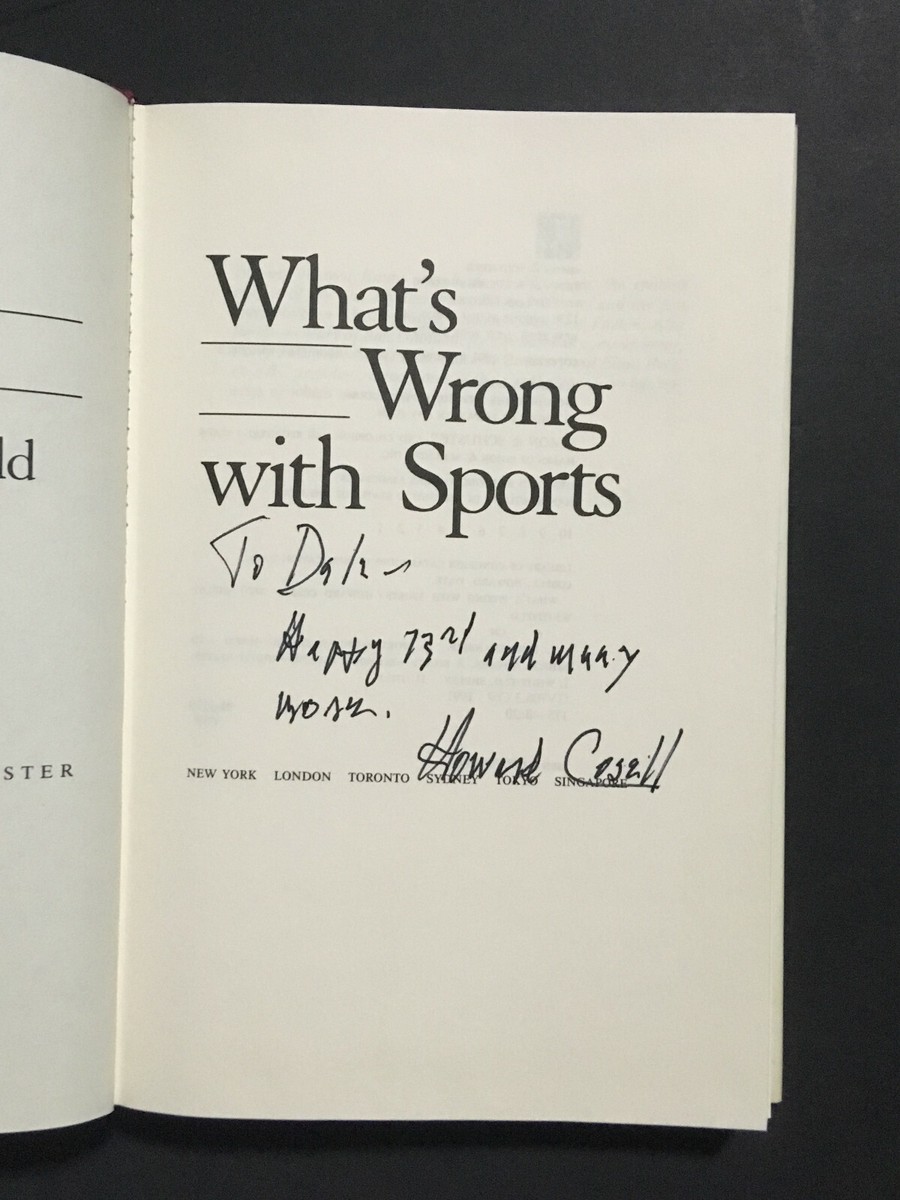 ld
STER
What's
Wrong
with Sports
To Dale
Happy 73rd and many
more.
Howard Cosell
NEW YORK LONDON TORONTO SYDNEY TOKYO SINGAPORE